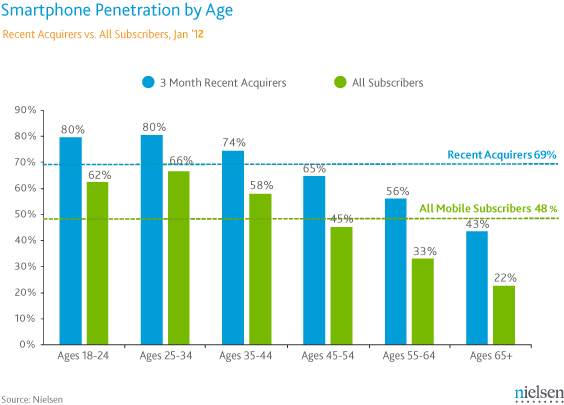 Smartphone Penetration by Age
Recent Acquirers vs. All Subscribers, Jan '12
3 Month Recent Acquirers
All Subscribers
90%
80%
70%
60%
50%
40%
30%
20%
10%
0%
80%
62%
80%
66%
74%
58%
65%
45%
56%
33%
43%
22%
Recent Acquirers 69%
All Mobile Subscribers 48 %
Ages 18-24
Ages 25-34
Ages 35-44
Ages 45-54
Ages 55-64
Ages 65+
Source: Nielsen
nielsen